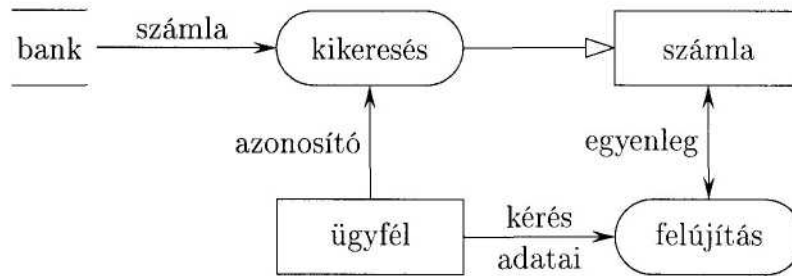 bank
számla
kikeresés
számla
azonosító
egyenleg
ügyfél
kérés
adatai
felújítás